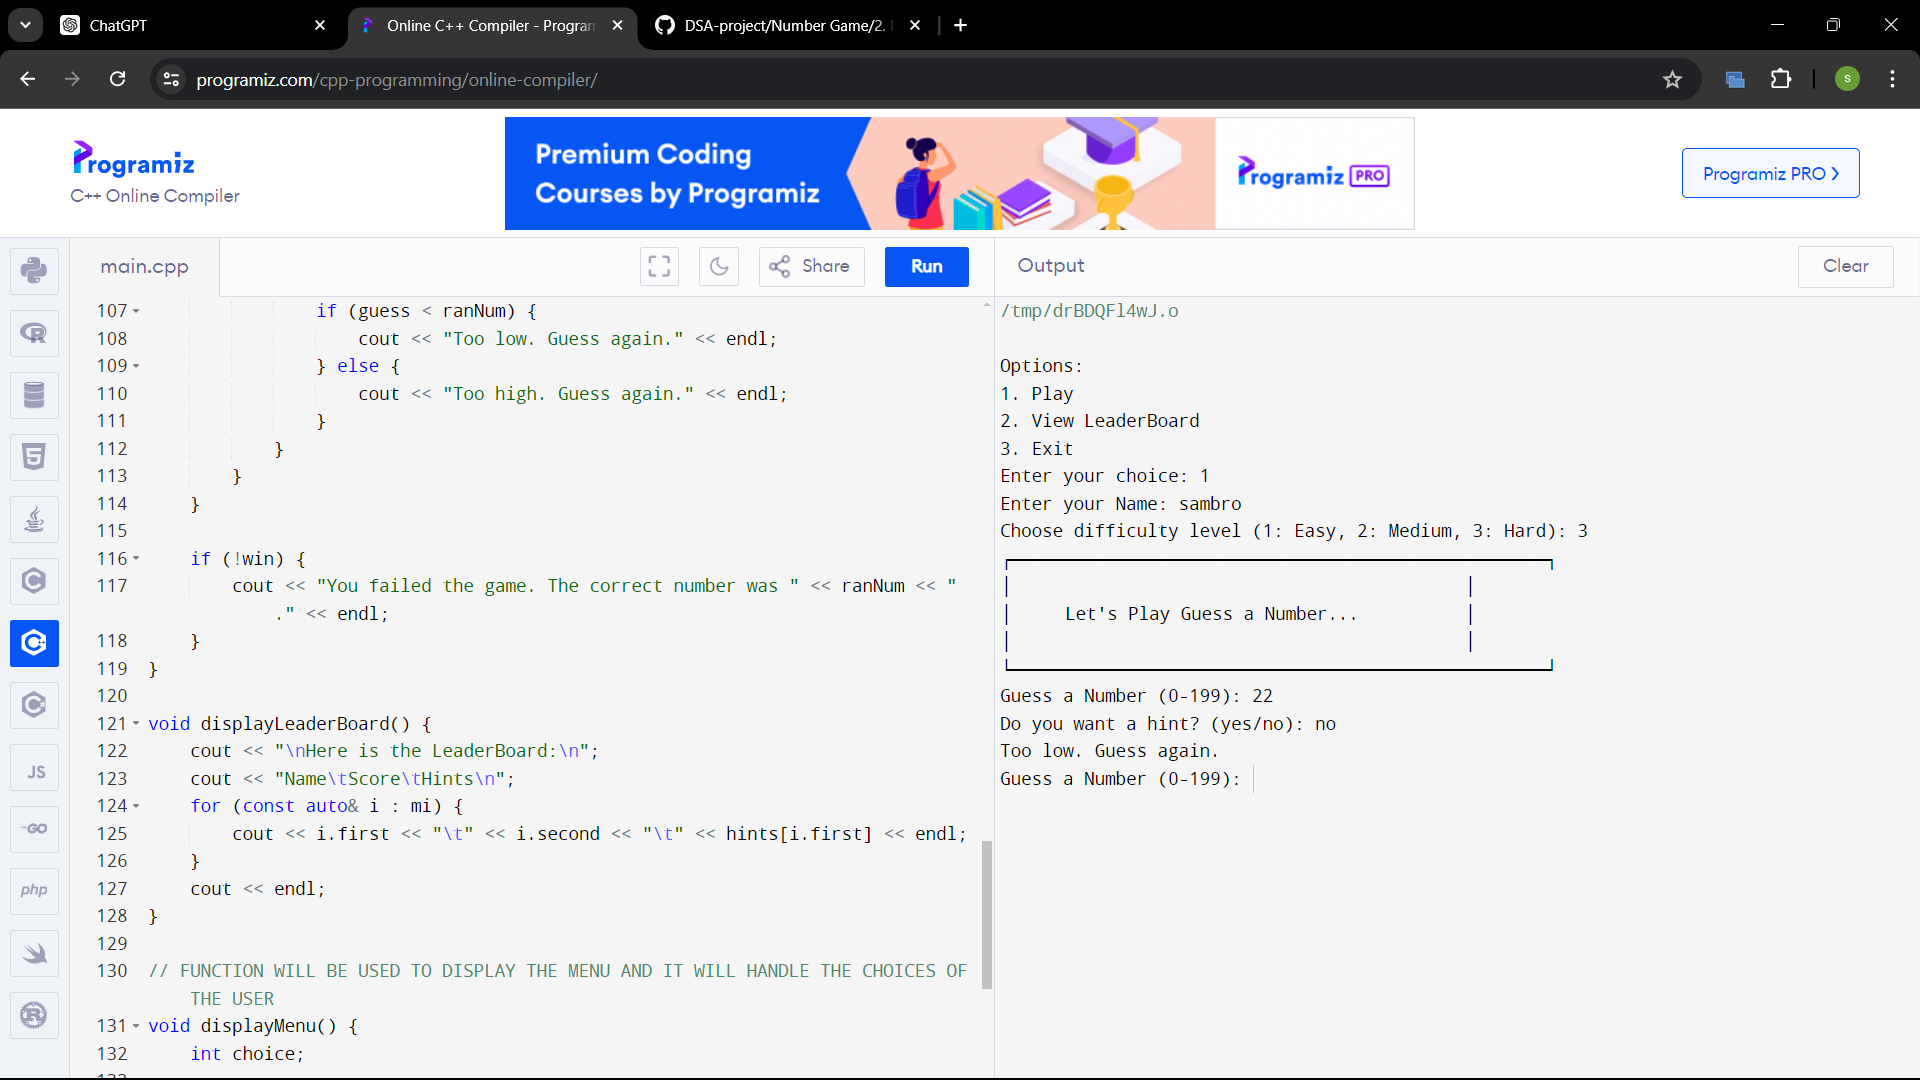 ChatGPT
Online C++ Compiler - Program
DSA-project/Number Game/2.
programiz.com/cpp-programming/online-compiler/
S
Programiz
C++ Online Compiler
Premium Coding
Courses by Programiz
Programiz PRO
Programiz PRO ›
main.cpp
Share
Run
Output
Clear
JS
GO
php
107 if (guess < ranNum) {
108 cout << "Too low. Guess again." << endl;
109 } else {
110 cout << "Too high. Guess again." << endl;
111 }
112 }
113 }
114 }
115
116 if (!win) {
117 cout << "You failed the game. The correct number was " << ranNum << "
." << endl;
118 }
119 }
120
121 void displayLeaderBoard() {
122 cout << "\nHere is the LeaderBoard:\n";
123 cout << "Name\tScore\tHints\n";
124 for (const auto& i : mi) {
125 cout << i.first << "\t" << i.second << "\t" << hints[i.first] << endl;
126 }
127 cout << endl;
128 }
129
130 // FUNCTION WILL BE USED TO DISPLAY THE MENU AND IT WILL HANDLE THE CHOICES OF
THE USER
131 void displayMenu() {
132 int choice;
/tmp/drBDQFl4wJ.o
Options:
1. Play
2. View LeaderBoard
3. Exit
Enter your choice: 1
Enter your Name: sambro
Choose difficulty level (1: Easy, 2: Medium, 3: Hard): 3
Let's Play Guess a Number...
Guess a Number (0-199): 22
Do you want a hint? (yes/no): no
Too low. Guess again.
Guess a Number (0-199):